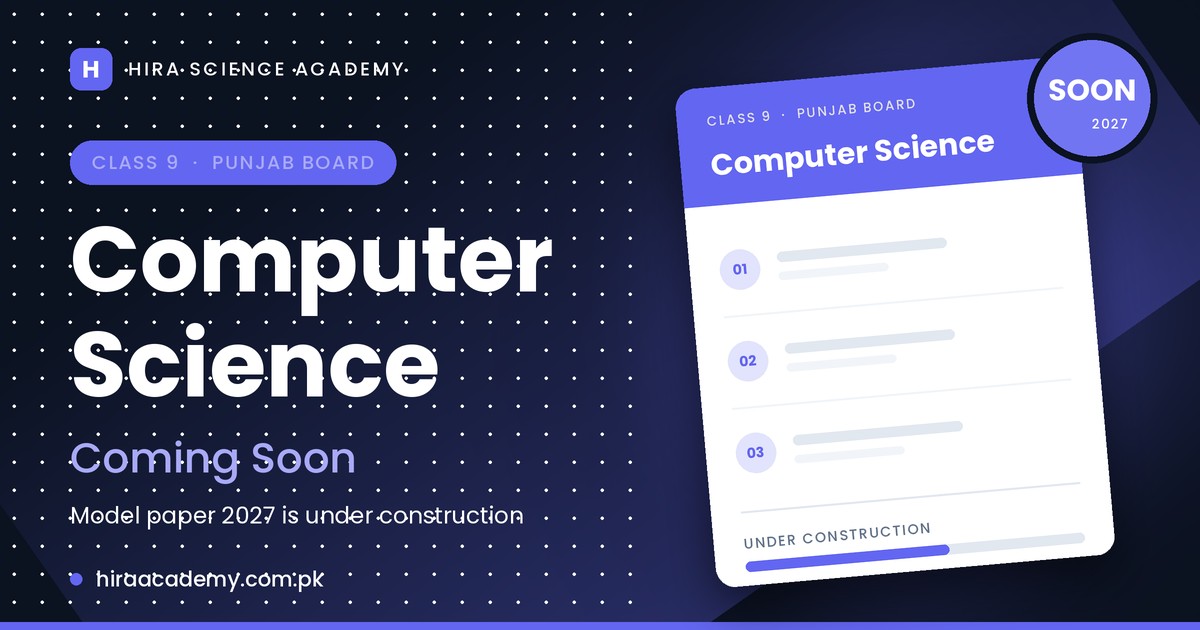 H HIRA SCIENCE ACADEMY
CLASS 9 · PUNJAB BOARD
Computer
Science
Coming Soon
Model paper 2027 is under construction
hiraacademy.com.pk
SOON
2027
CLASS 9 · PUNJAB BOARD
Computer Science
01
02
03
UNDER CONSTRUCTION